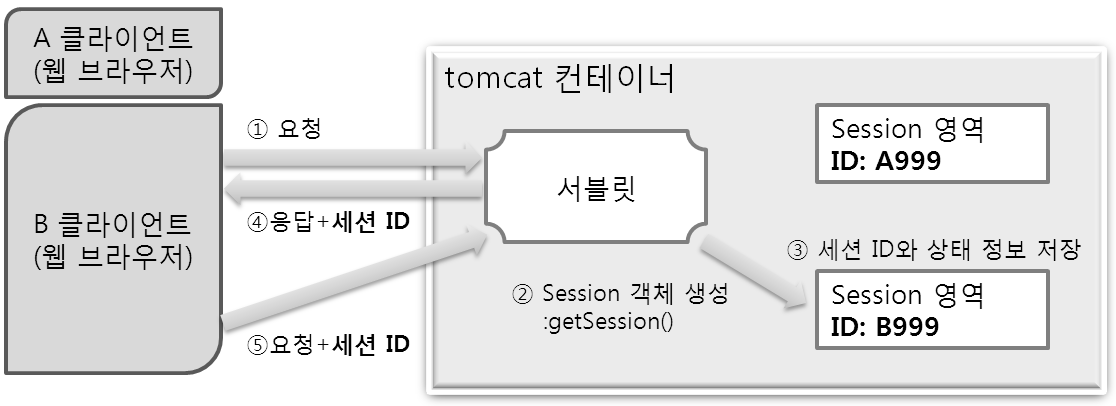 A 클라이언트
(웹 브라우저)
tomcat 컨테이너
① 요청
Session 영역
ID: A999
서블릿
B 클라이언트
(웹 브라우저)
④응답+세션 ID
③ 세션 ID와 상태 정보 저장
② Session 객체 생성
:getSession()
Session 영역
ID: B999
⑤요청+세션 ID